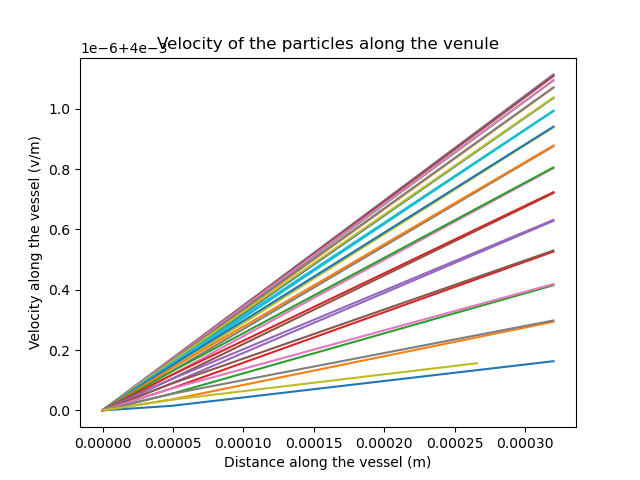 Velocity of the particles along the venule
1e−6+4e−3
1.0
0.8
0.6
0.4
0.2
0.0
Velocity along the vessel (v/m)
0.00000 0.00005 0.00010 0.00015 0.00020 0.00025 0.00030
Distance along the vessel (m)